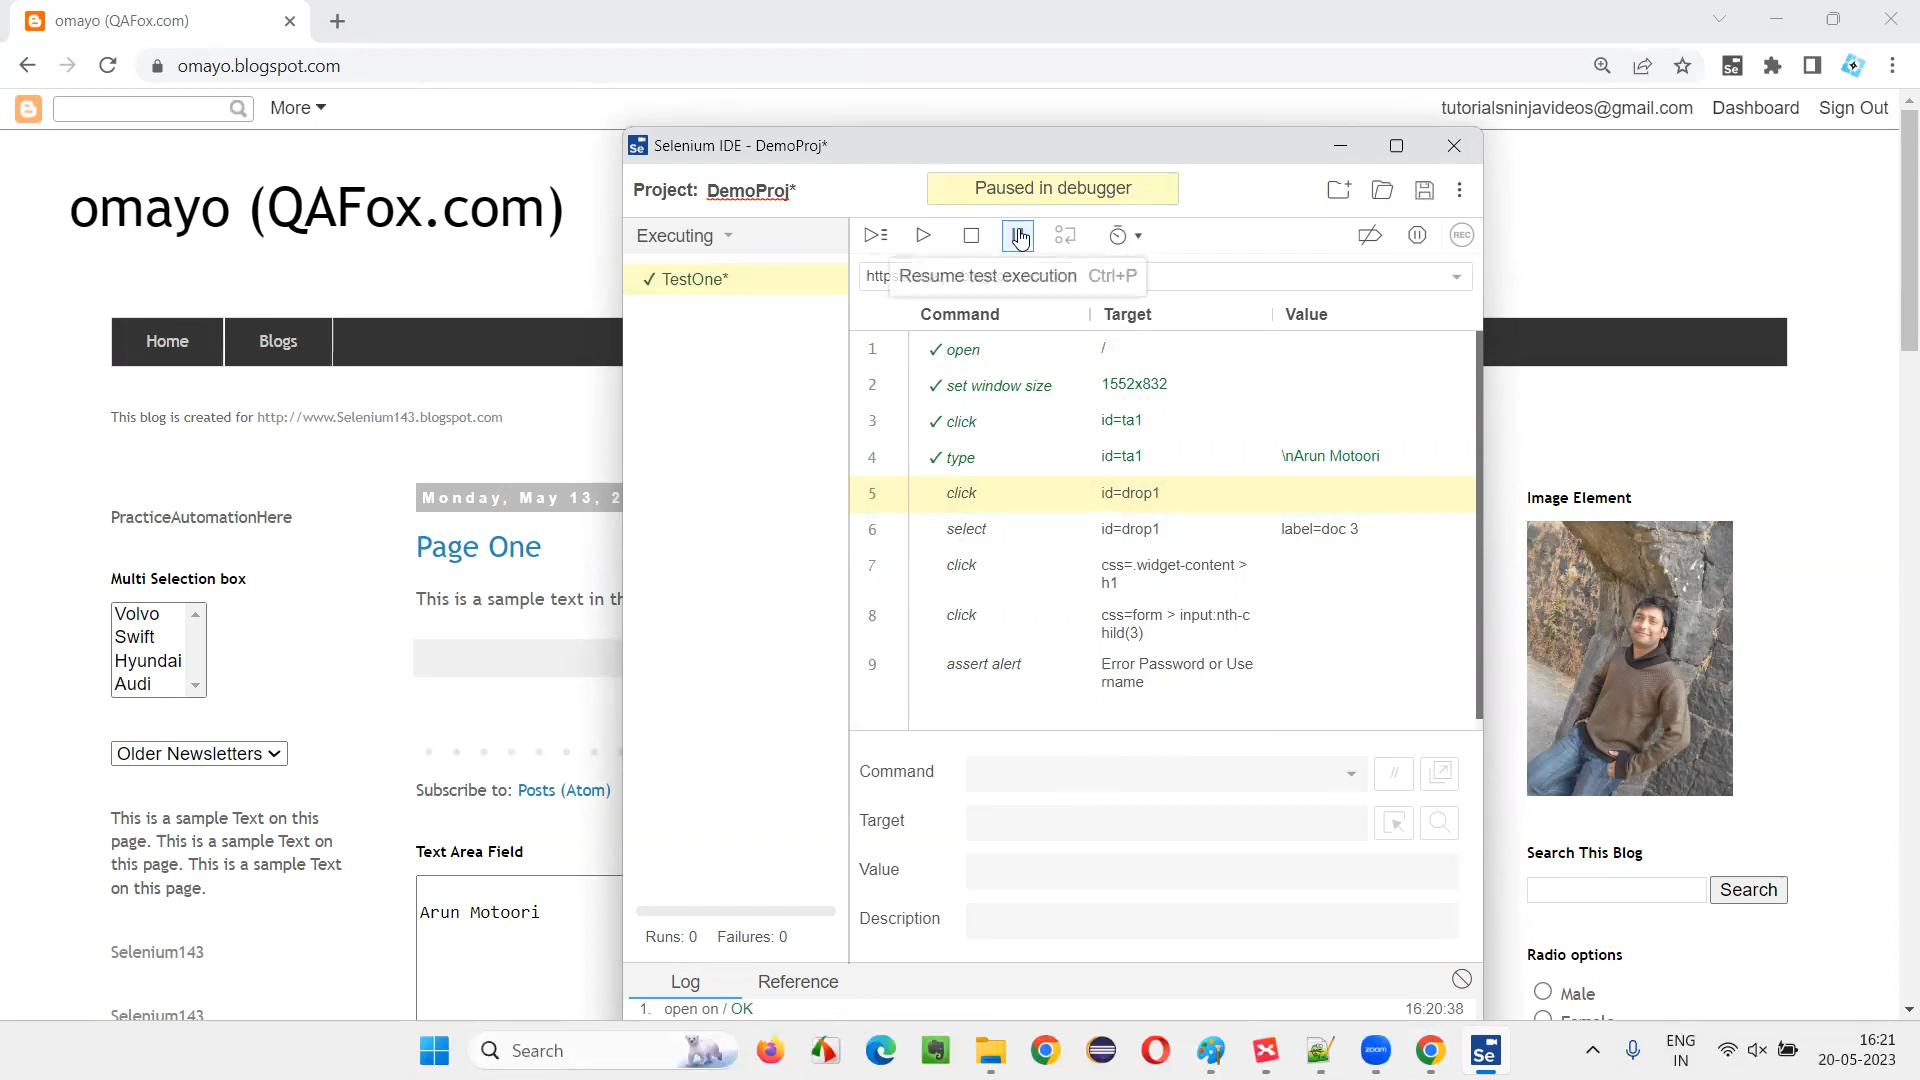 omayo (QAFox.com)
omayo.blogspot.com
More
tutorialsninjavideos@gmail.com Dashboard Sign Out
omayo (QAFox.com)
Home Blogs
This blog is created for http://www.Selenium143.blogspot.com
PracticeAutomationHere
Multi Selection box
Volvo
Swift
Hyundai
Audi
Older Newsletters
This is a sample Text on this
page. This is a sample Text on
this page. This is a sample Text
on this page.
Selenium143
Selenium143
Monday, May 13, 2
Page One
This is a sample text in th
Subscribe to: Posts (Atom)
Text Area Field
Arun Motoori
Selenium IDE - DemoProj*
Project: DemoProj*
Paused in debugger
Executing
REC
✓ TestOne*
http
Resume test execution Ctrl+P
Command Target Value
1 ✓ open /
2 ✓ set window size 1552x832
3 ✓ click id=ta1
4 ✓ type id=ta1 \nArun Motoori
5 click id=drop1
6 select id=drop1 label=doc 3
7 click css=.widget-content >
h1
8 click css=form > input:nth-c
hild(3)
9 assert alert Error Password or Use
rname
Command //
Target
Value
Description
Runs: 0 Failures: 0
Log Reference
1. open on / OK 16:20:38
Image Element
Search This Blog
Search
Radio options
Male
Female
Search
zoom
Se
ENG
IN
16:21
20-05-2023